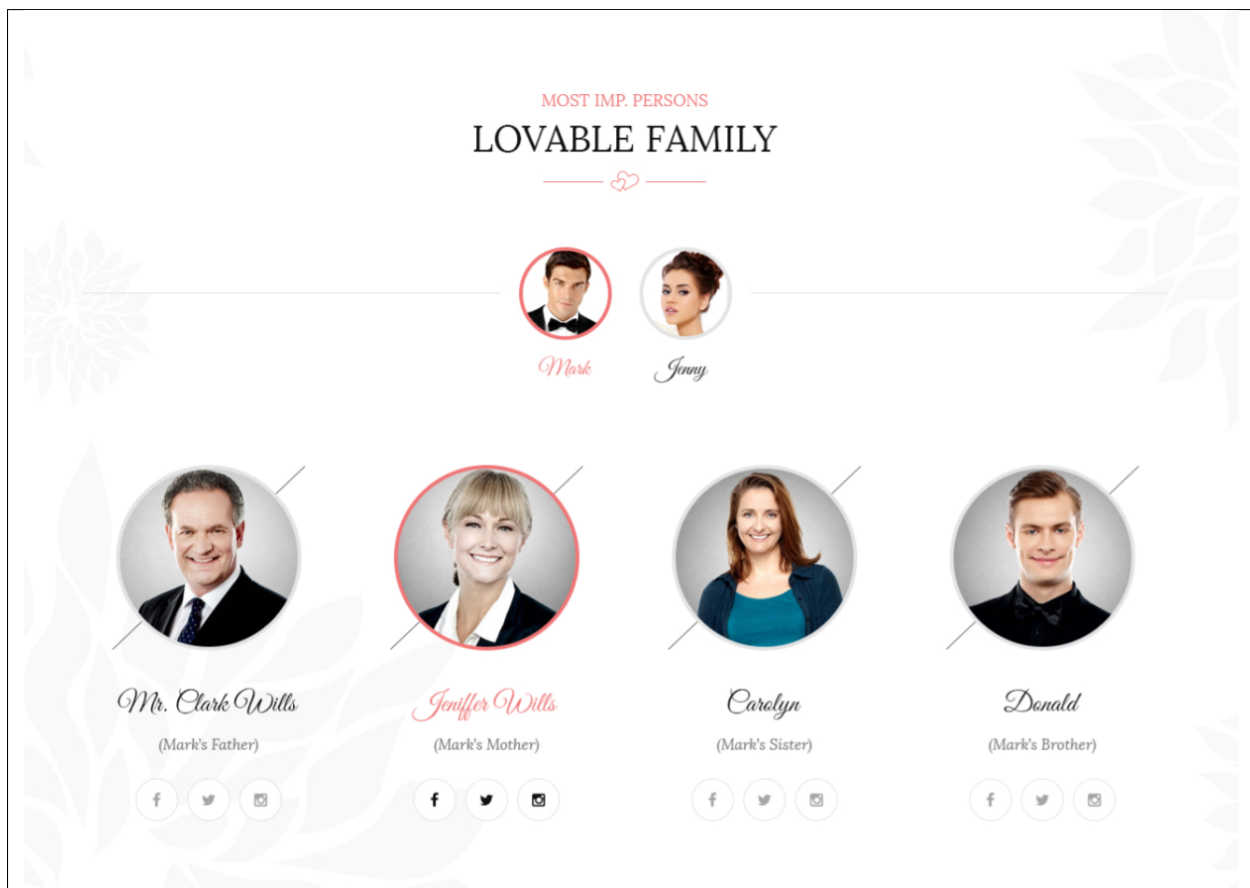 MOST IMP. PERSONS
LOVABLE FAMILY
Mark Jenny
Mr. Clark Wills Jeniffer Wills Carolyn Donald
(Mark's Father) (Mark's Mother) (Mark's Sister) (Mark's Brother)